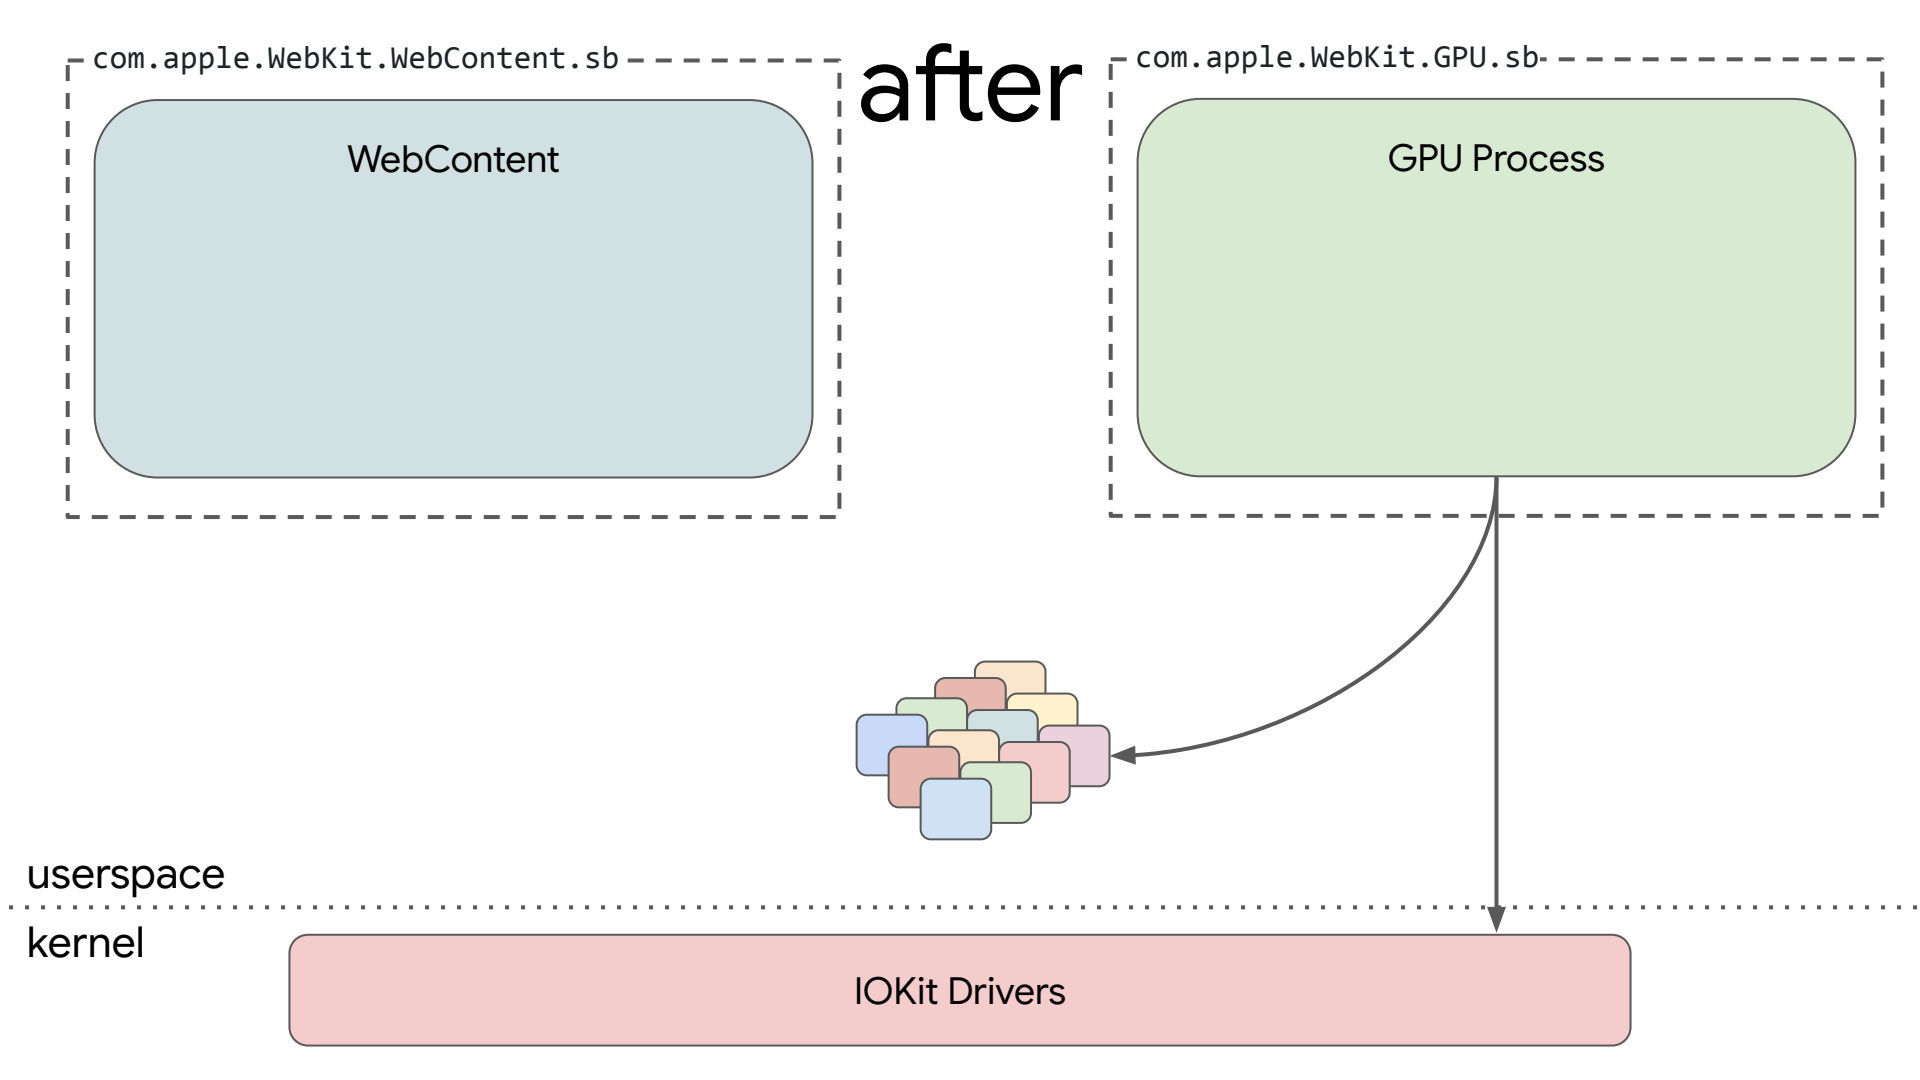 com.apple.WebKit.WebContent.sb
after
com.apple.WebKit.GPU.sb
WebContent
GPU Process
userspace
kernel
IOKit Drivers